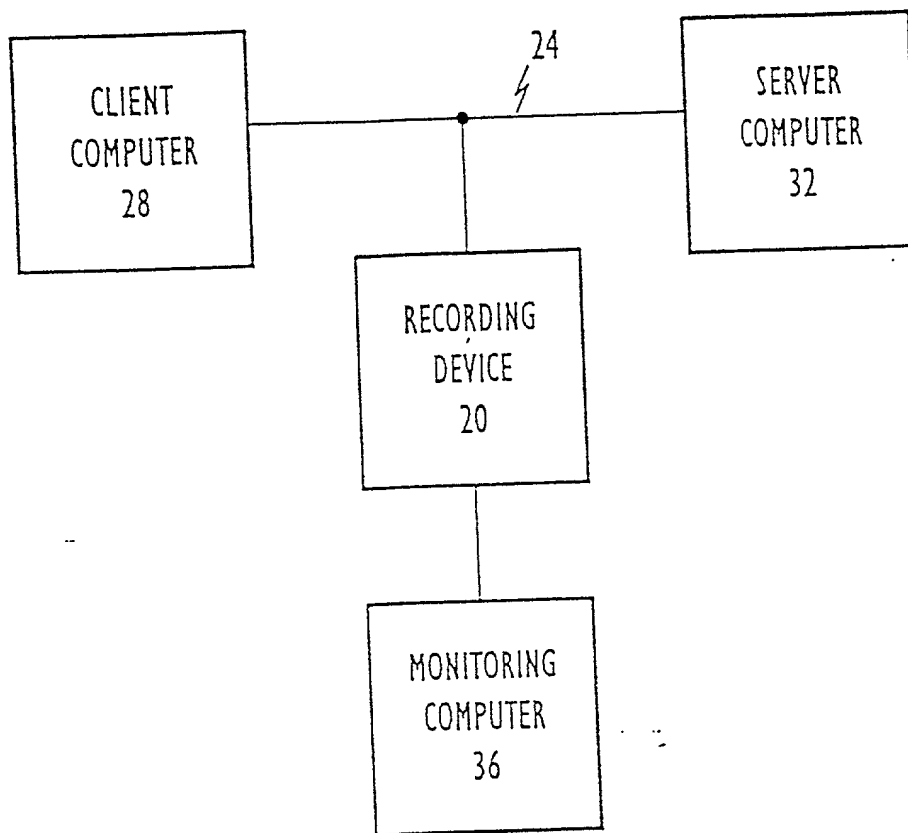 24
CLIENT
COMPUTER
28
SERVER
COMPUTER
32
RECORDING
DEVICE
20
MONITORING
COMPUTER
36